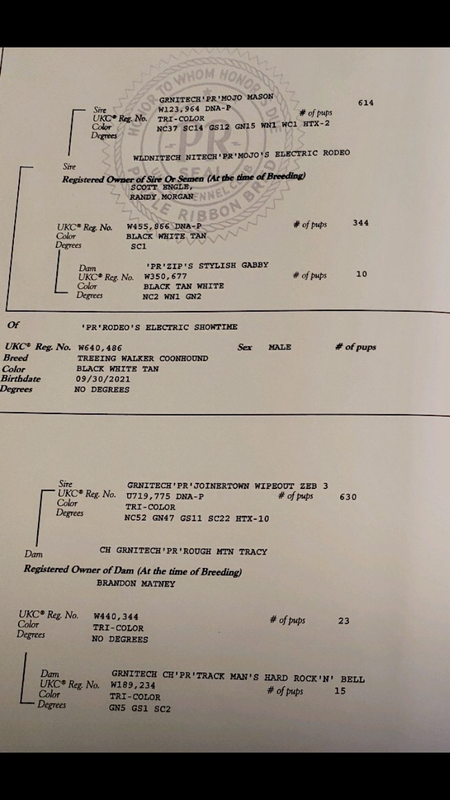 HONOR TO WHOM HONOR'S DUE
PR
SEAL
PURPLE RIBBON BRED
GRNITECH'PR'MOJO MASON
Sire
UKC® Reg. No. W123,964 DNA-P # of pups 614
Color TRI-COLOR
Degrees NC37 SC14 GS12 GN15 WN1 WC1 HTX-2
WLDNITECH NITECH'PR'MOJO'S ELECTRIC RODEO
Sire
Registered Owner of Sire Or Semen (At the time of Breeding)
SCOTT ENGLE,
RANDY MORGAN
UKC® Reg. No. W455,866 DNA-P # of pups 344
Color BLACK WHITE TAN
Degrees SC1
Dam 'PR'ZIP'S STYLISH GABBY
UKC® Reg. No. W350,677 # of pups 10
Color BLACK TAN WHITE
Degrees NC2 WN1 GN2
Of 'PR'RODEO'S ELECTRIC SHOWTIME
UKC® Reg. No. W640,486 Sex MALE # of pups
Breed TREEING WALKER COONHOUND
Color BLACK WHITE TAN
Birthdate 09/30/2021
Degrees NO DEGREES
Sire GRNITECH'PR'JOINERTOWN WIPEOUT ZEB 3
UKC® Reg. No. U719,775 DNA-P # of pups 630
Color TRI-COLOR
Degrees NC52 GN47 GS11 SC22 HTX-10
Dam CH GRNITECH'PR'ROUGH MTN TRACY
Registered Owner of Dam (At the time of Breeding)
BRANDON MATNEY
UKC® Reg. No. W440,344 # of pups 23
Color TRI-COLOR
Degrees NO DEGREES
Dam GRNITECH CH'PR'TRACK MAN'S HARD ROCK'N' BELL
UKC® Reg. No. W189,234 # of pups 15
Color TRI-COLOR
Degrees GN5 GS1 SC2